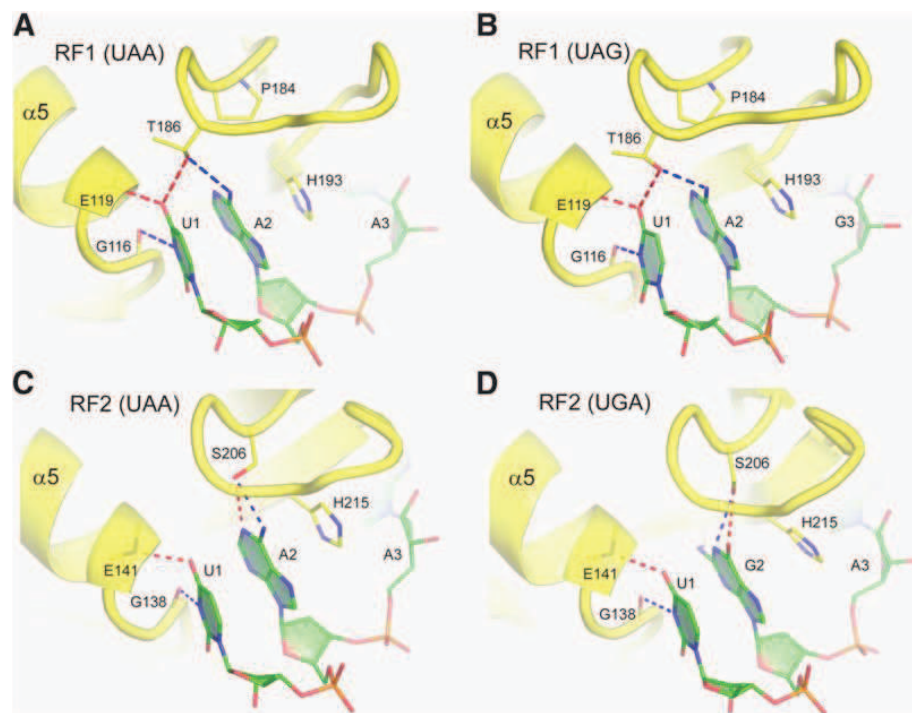 A
RF1 (UAA)
P184
α5
T186
H193
E119
U1
A2
A3
G116
B
RF1 (UAG)
P184
α5
T186
H193
E119
U1
A2
G3
G116
C
RF2 (UAA)
S206
α5
H215
E141
U1
A2
A3
G138
D
RF2 (UGA)
S206
α5
H215
E141
U1
G2
A3
G138